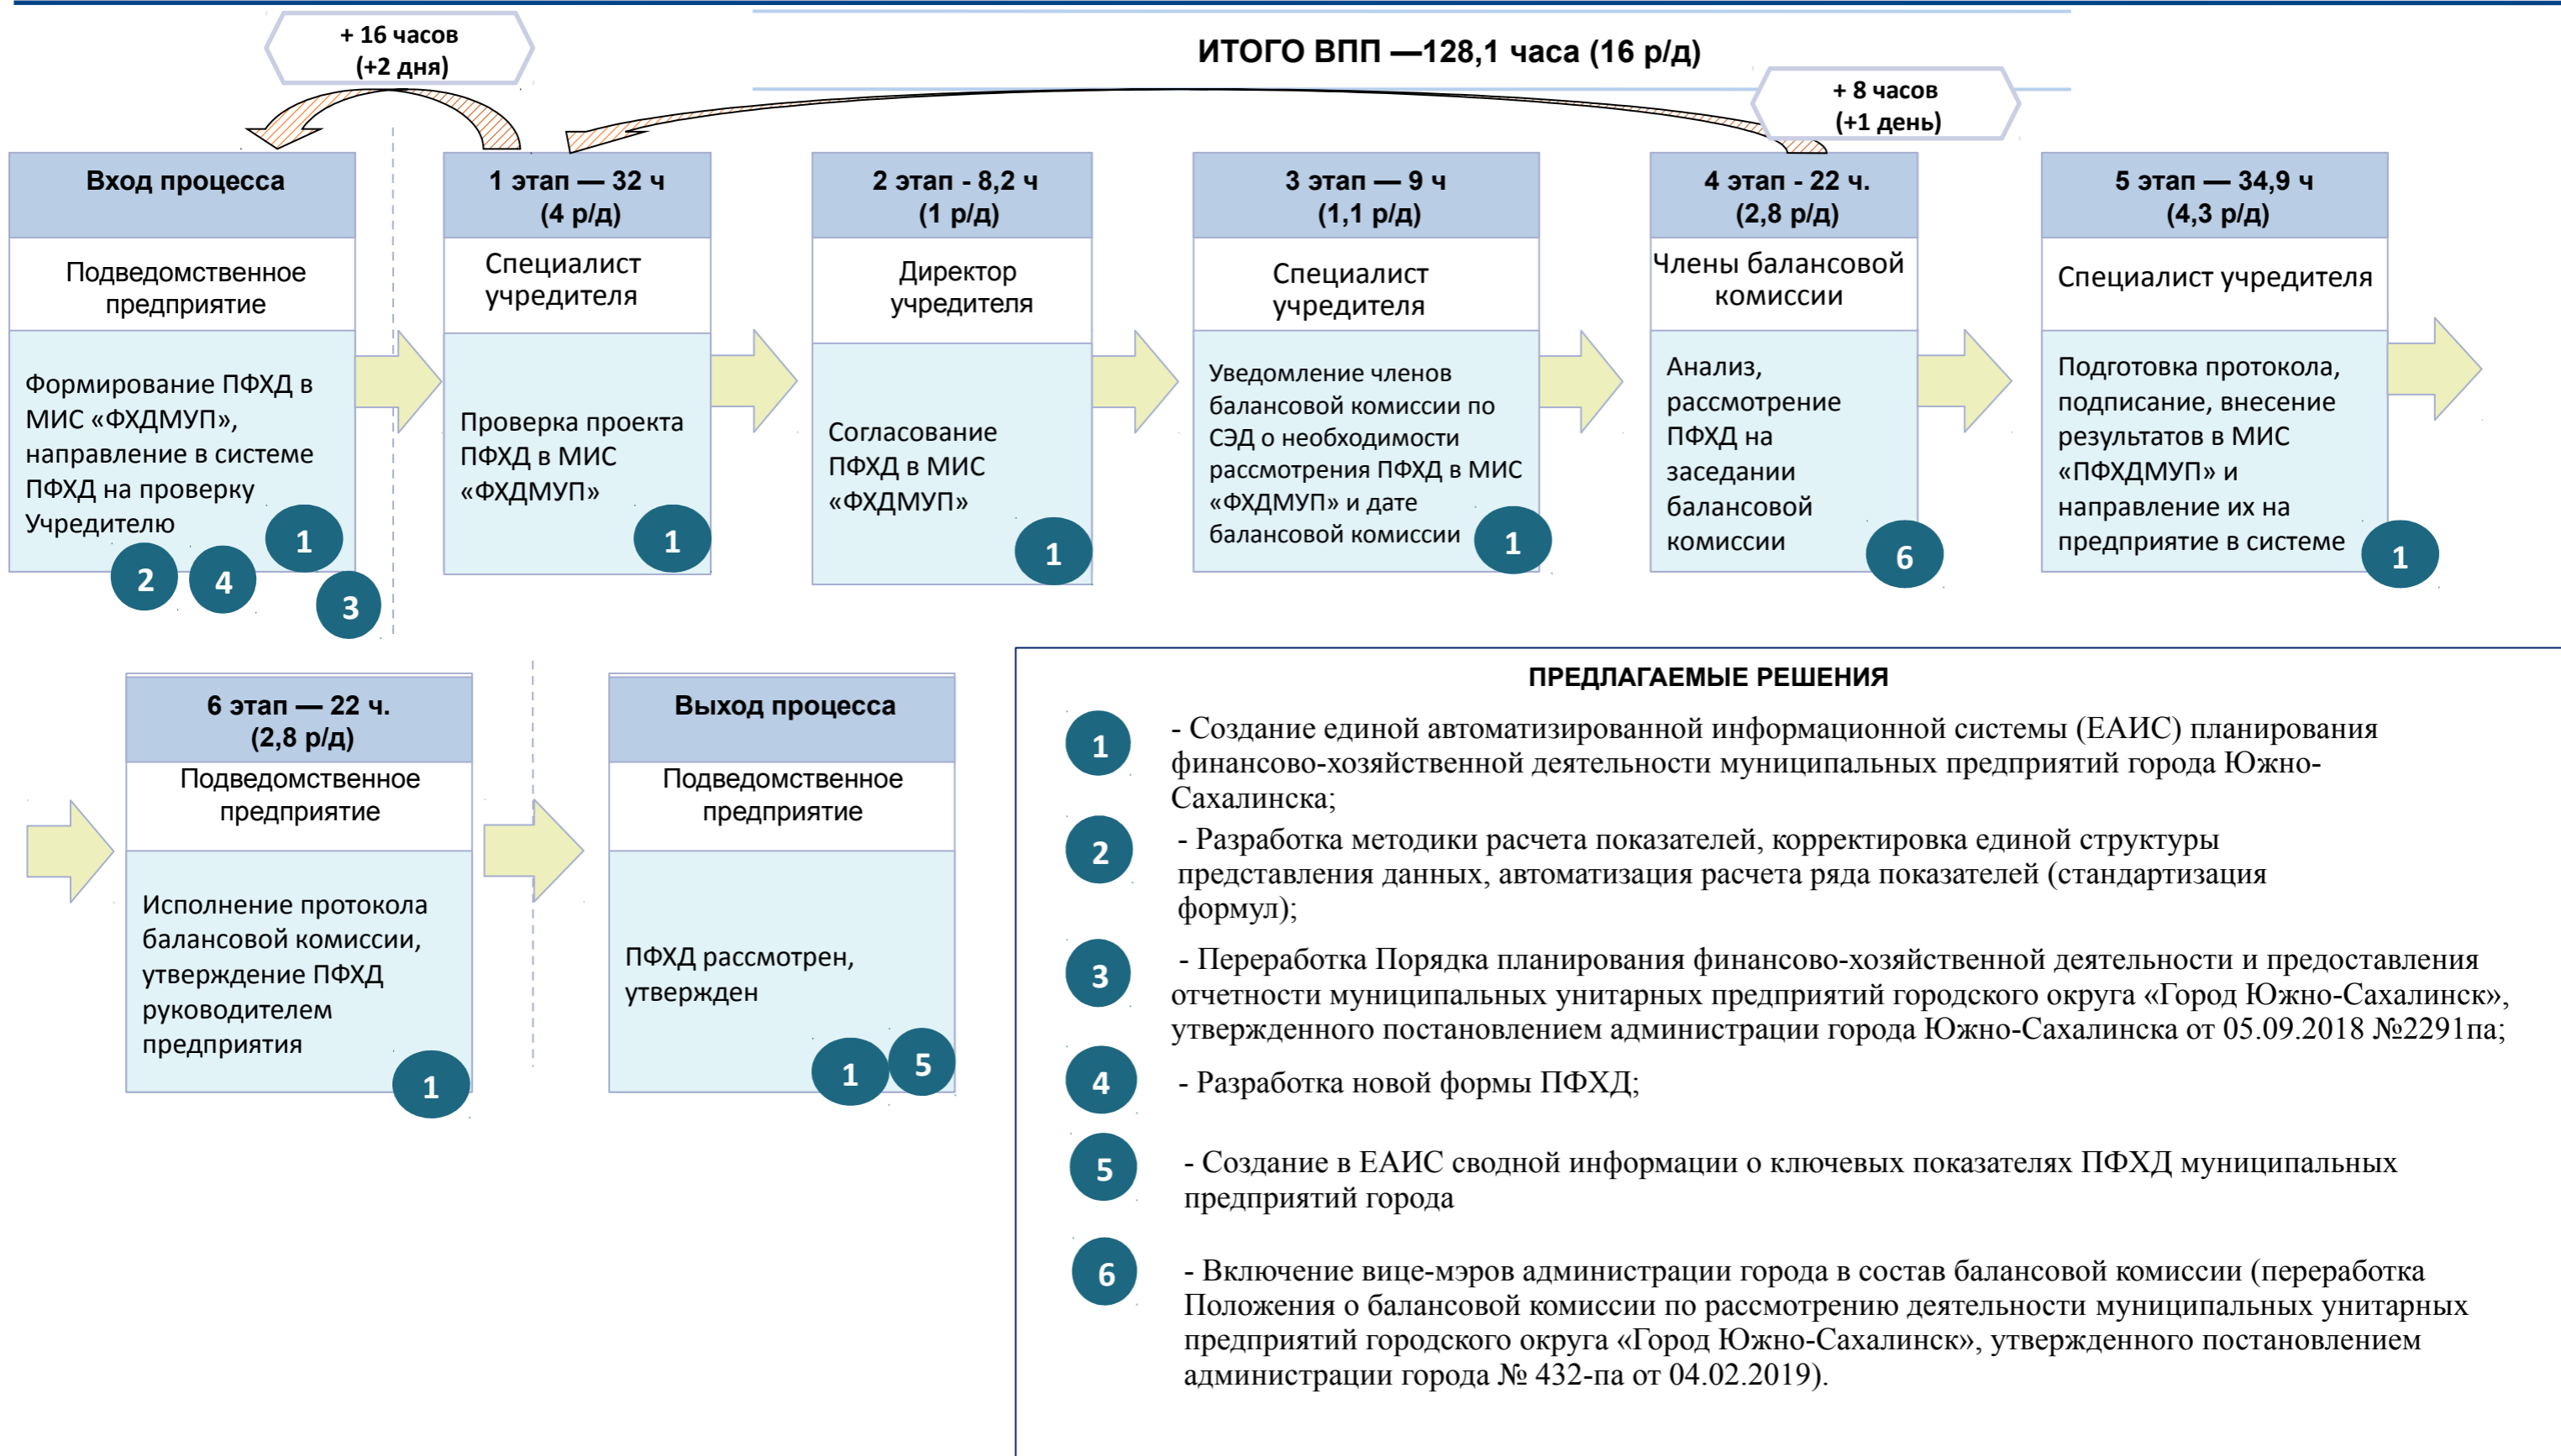 + 16 часов
(+2 дня)
ИТОГО ВПП —128,1 часа (16 р/д)
+ 8 часов
(+1 день)
Вход процесса
Подведомственное
предприятие
Формирование ПФХД в
МИС «ФХДМУП»,
направление в системе
ПФХД на проверку
Учредителю
1
2
4
3
1 этап — 32 ч
(4 р/д)
Специалист
учредителя
Проверка проекта
ПФХД в МИС
«ФХДМУП»
1
2 этап - 8,2 ч
(1 р/д)
Директор
учредителя
Согласование
ПФХД в МИС
«ФХДМУП»
1
3 этап — 9 ч
(1,1 р/д)
Специалист
учредителя
Уведомление членов
балансовой комиссии по
СЭД о необходимости
рассмотрения ПФХД в МИС
«ФХДМУП» и дате
балансовой комиссии
1
4 этап - 22 ч.
(2,8 р/д)
Члены балансовой
комиссии
Анализ,
рассмотрение
ПФХД на
заседании
балансовой
комиссии
6
5 этап — 34,9 ч
(4,3 р/д)
Специалист учредителя
Подготовка протокола,
подписание, внесение
результатов в МИС
«ПФХДМУП» и
направление их на
предприятие в системе
1
6 этап — 22 ч.
(2,8 р/д)
Подведомственное
предприятие
Исполнение протокола
балансовой комиссии,
утверждение ПФХД
руководителем
предприятия
1
Выход процесса
Подведомственное
предприятие
ПФХД рассмотрен,
утвержден
1
5
ПРЕДЛАГАЕМЫЕ РЕШЕНИЯ
1
- Создание единой автоматизированной информационной системы (ЕАИС) планирования
финансово-хозяйственной деятельности муниципальных предприятий города Южно-
Сахалинска;
2
- Разработка методики расчета показателей, корректировка единой структуры
представления данных, автоматизация расчета ряда показателей (стандартизация
формул);
3
- Переработка Порядка планирования финансово-хозяйственной деятельности и предоставления
отчетности муниципальных унитарных предприятий городского округа «Город Южно-Сахалинск»,
утвержденного постановлением администрации города Южно-Сахалинска от 05.09.2018 №2291па;
4
- Разработка новой формы ПФХД;
5
- Создание в ЕАИС сводной информации о ключевых показателях ПФХД муниципальных
предприятий города
6
- Включение вице-мэров администрации города в состав балансовой комиссии (переработка
Положения о балансовой комиссии по рассмотрению деятельности муниципальных унитарных
предприятий городского округа «Город Южно-Сахалинск», утвержденного постановлением
администрации города № 432-па от 04.02.2019).